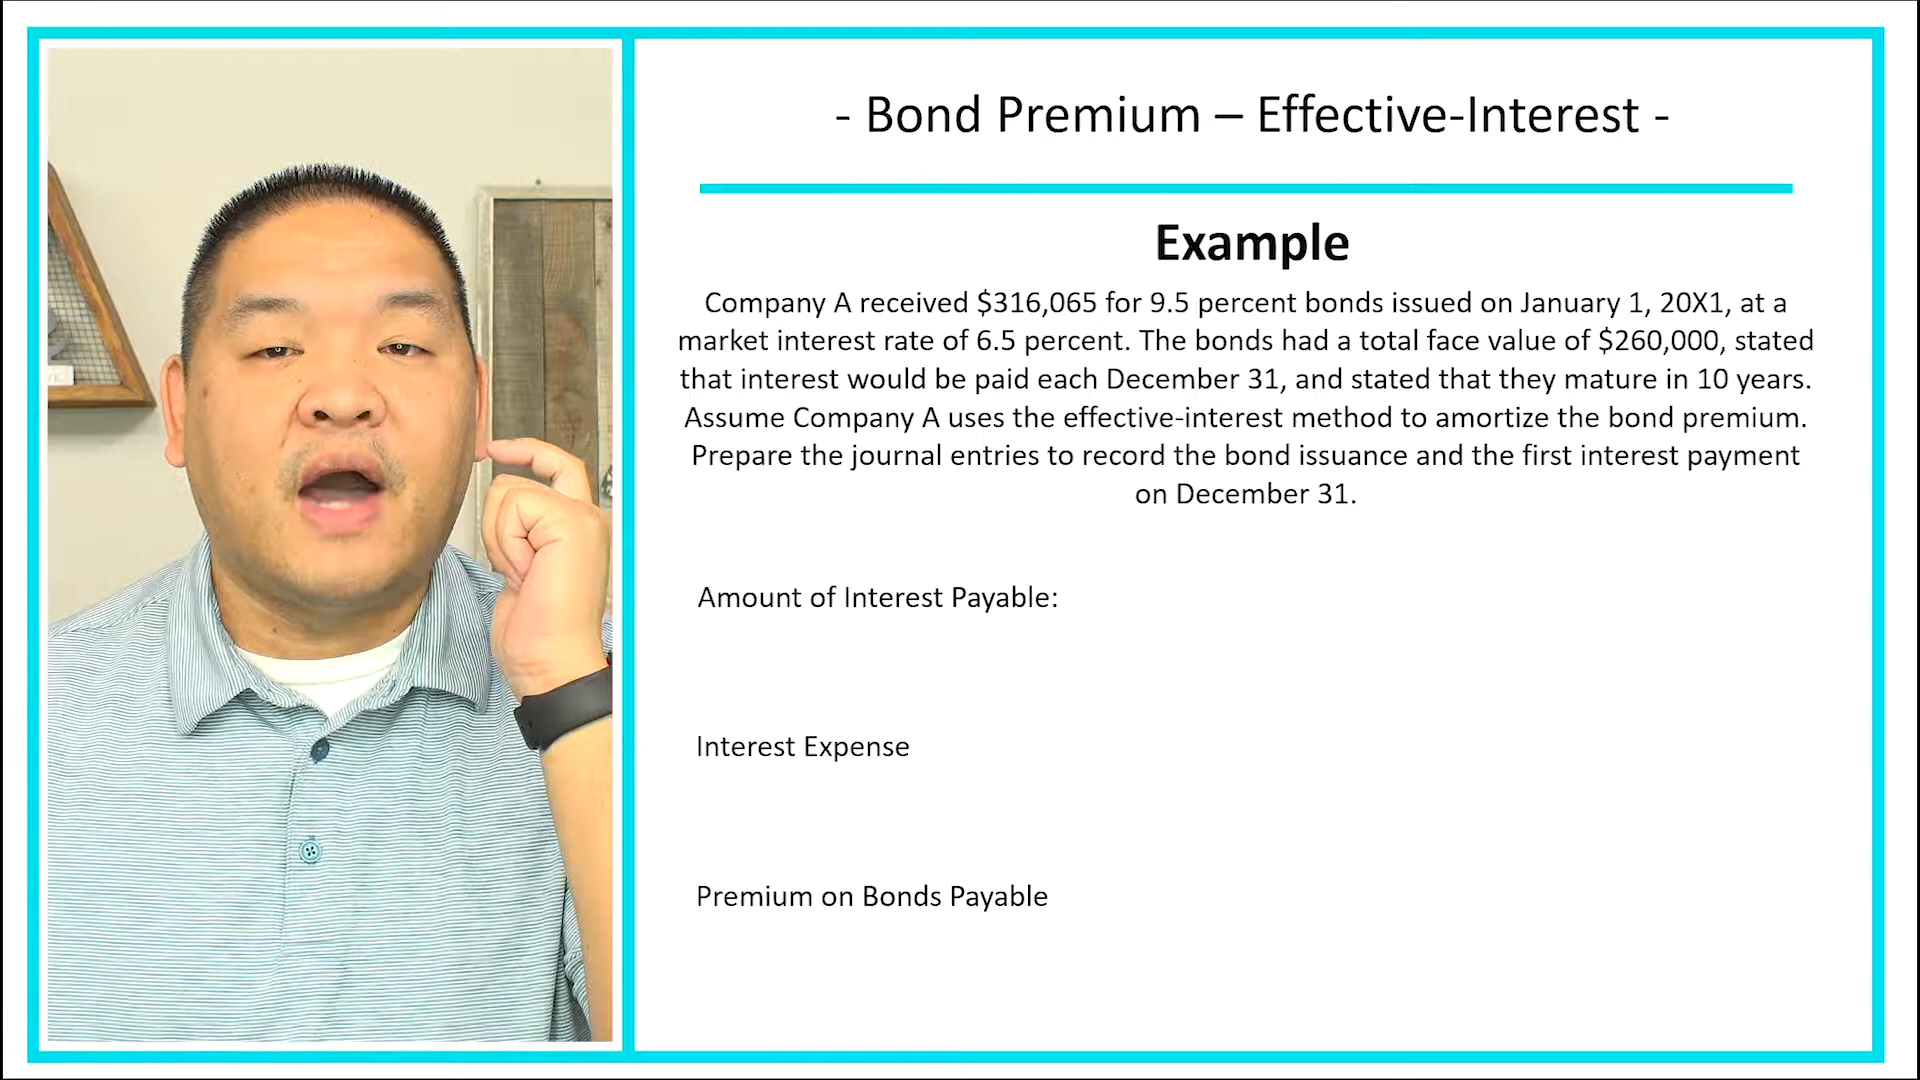 - Bond Premium – Effective-Interest -
Example
Company A received $316,065 for 9.5 percent bonds issued on January 1, 20X1, at a
market interest rate of 6.5 percent. The bonds had a total face value of $260,000, stated
that interest would be paid each December 31, and stated that they mature in 10 years.
Assume Company A uses the effective-interest method to amortize the bond premium.
Prepare the journal entries to record the bond issuance and the first interest payment
on December 31.
Amount of Interest Payable:
Interest Expense
Premium on Bonds Payable